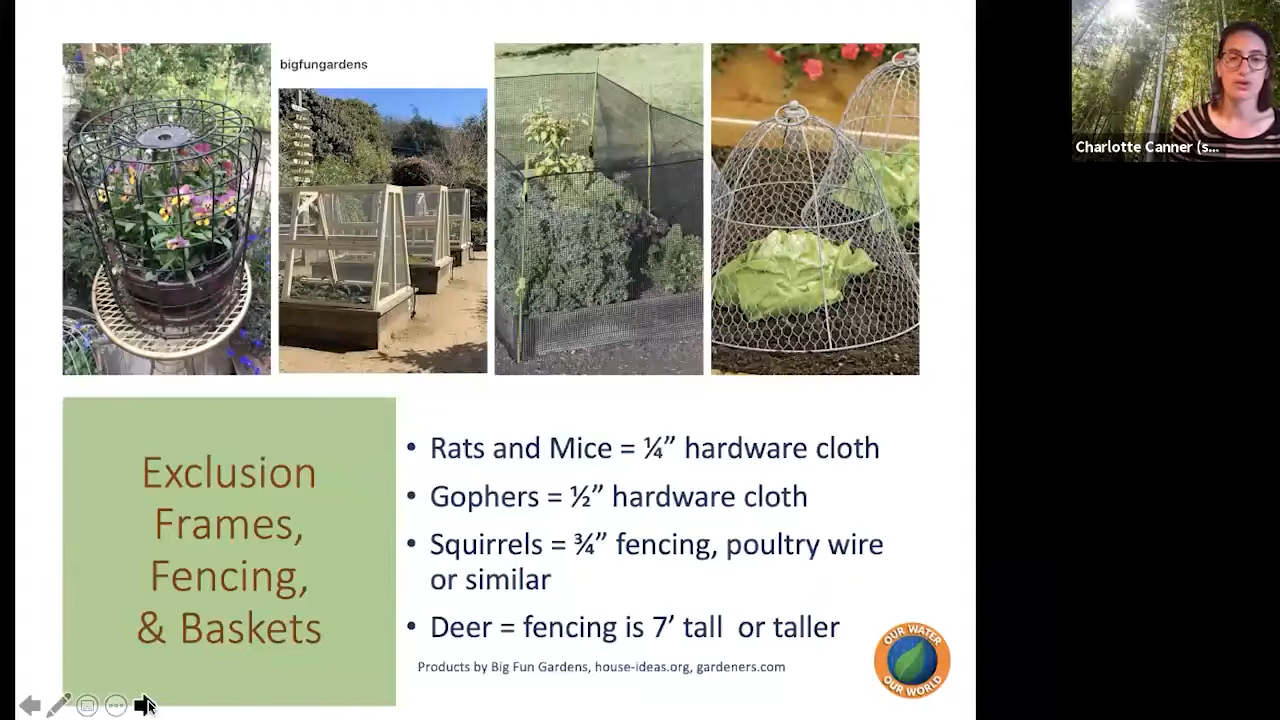 bigfungardens
Charlotte Canner (s...
Exclusion
Frames,
Fencing,
& Baskets
• Rats and Mice = ¼” hardware cloth
• Gophers = ½” hardware cloth
• Squirrels = ¾” fencing, poultry wire
or similar
• Deer = fencing is 7’ tall or taller
Products by Big Fun Gardens, house-ideas.org, gardeners.com
OUR WATER
OUR WORLD